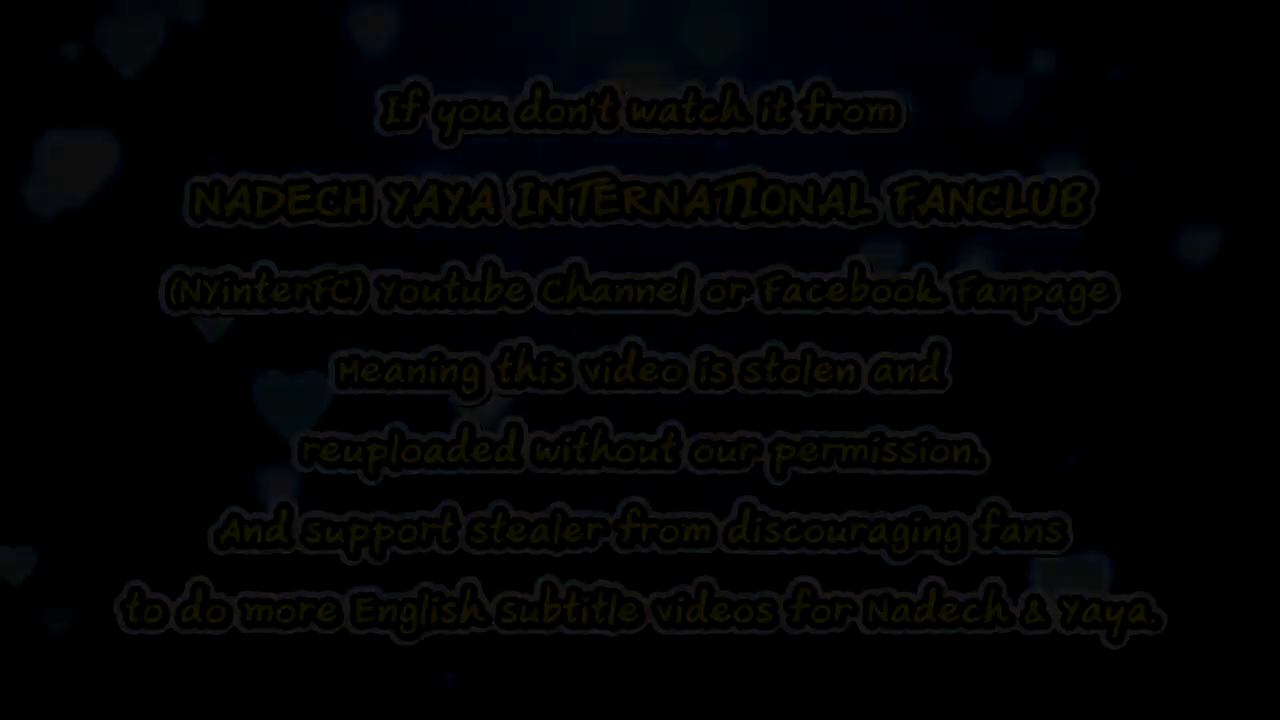 If you don't watch it from
NADECH YAYA INTERNATIONAL FANCLUB
(NYinterFC) Youtube Channel or Facebook Fanpage
Meaning this video is stolen and
reuploaded without our permission.
And support stealer from discouraging fans
to do more English subtitle videos for Nadech & Yaya.